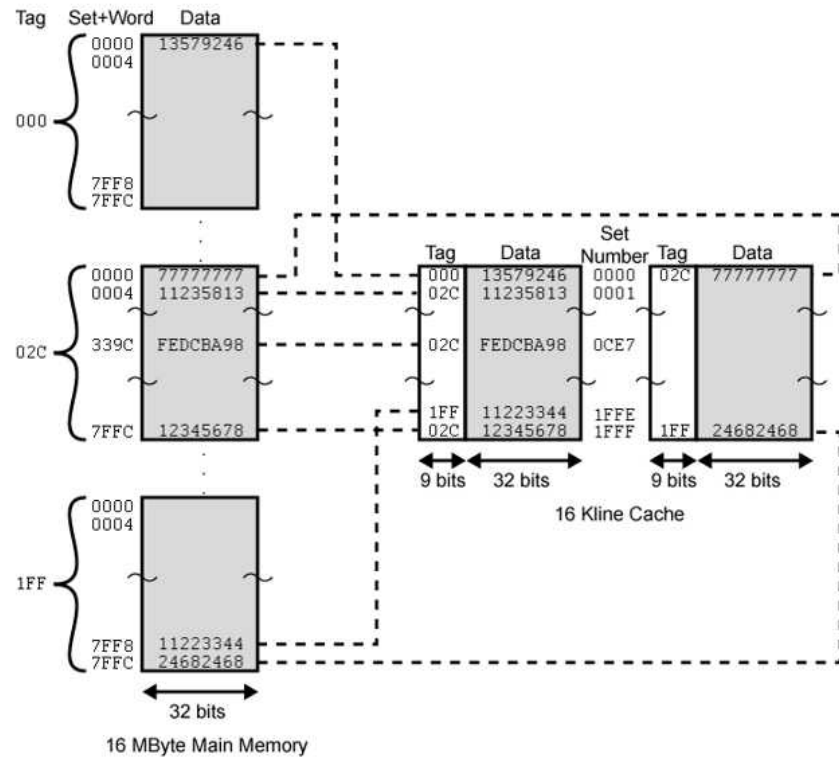 Tag Set+Word Data
0000 13579246
0004
000
7FF8
7FFC
Set
Tag Data Number Tag Data
0000 77777777 000 13579246 0000 02C 77777777
0004 11235813 02C 11235813 0001
02C 339C FEDCBA98 02C FEDCBA98 0CE7
1FF 11223344 1FFE
7FFC 12345678 02C 12345678 1FFF 1FF 24682468
9 bits 32 bits 9 bits 32 bits
16 Kline Cache
0000
0004
1FF
7FF8 11223344
7FFC 24682468
32 bits
16 MByte Main Memory